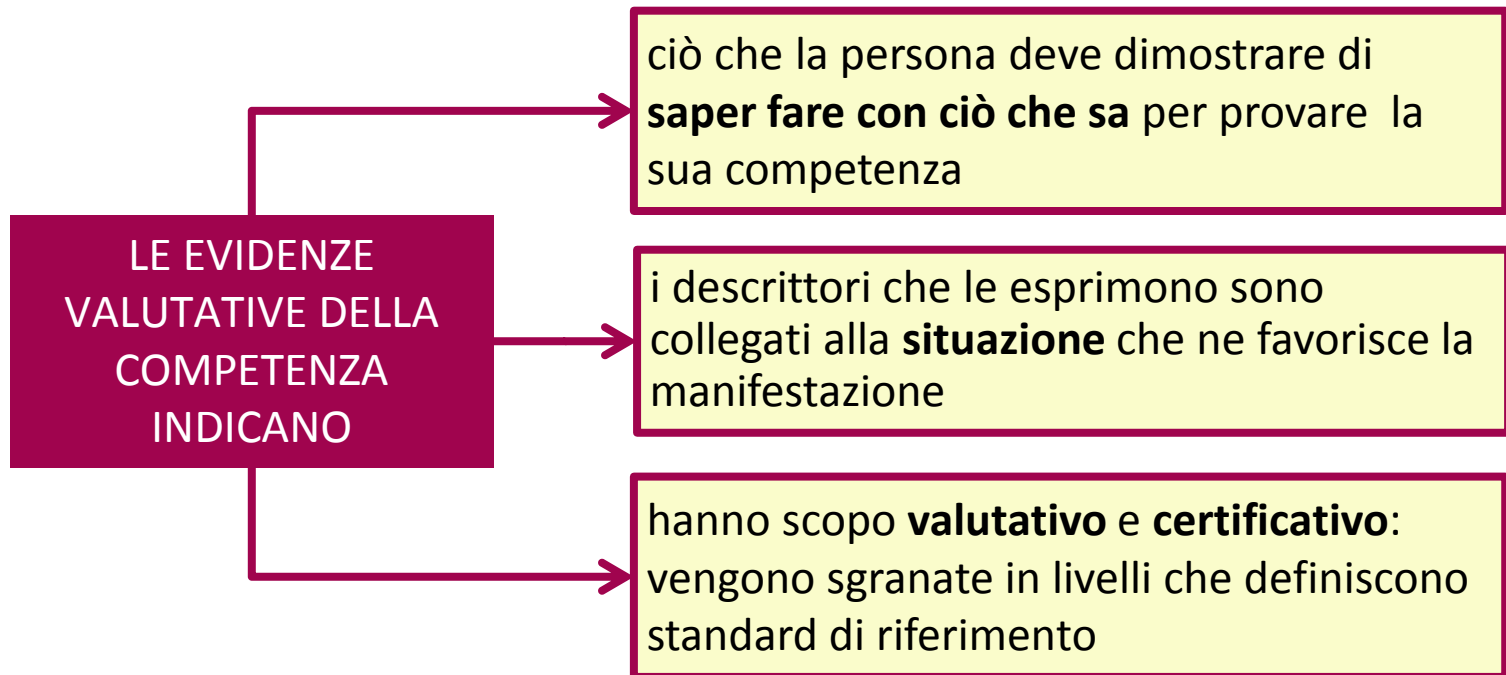 ciò che la persona deve dimostrare di
saper fare con ciò che sa per provare la
sua competenza
LE EVIDENZE
VALUTATIVE DELLA
COMPETENZA
INDICANO
i descrittori che le esprimono sono
collegati alla situazione che ne favorisce la
manifestazione
hanno scopo valutativo e certificativo:
vengono sgranate in livelli che definiscono
standard di riferimento